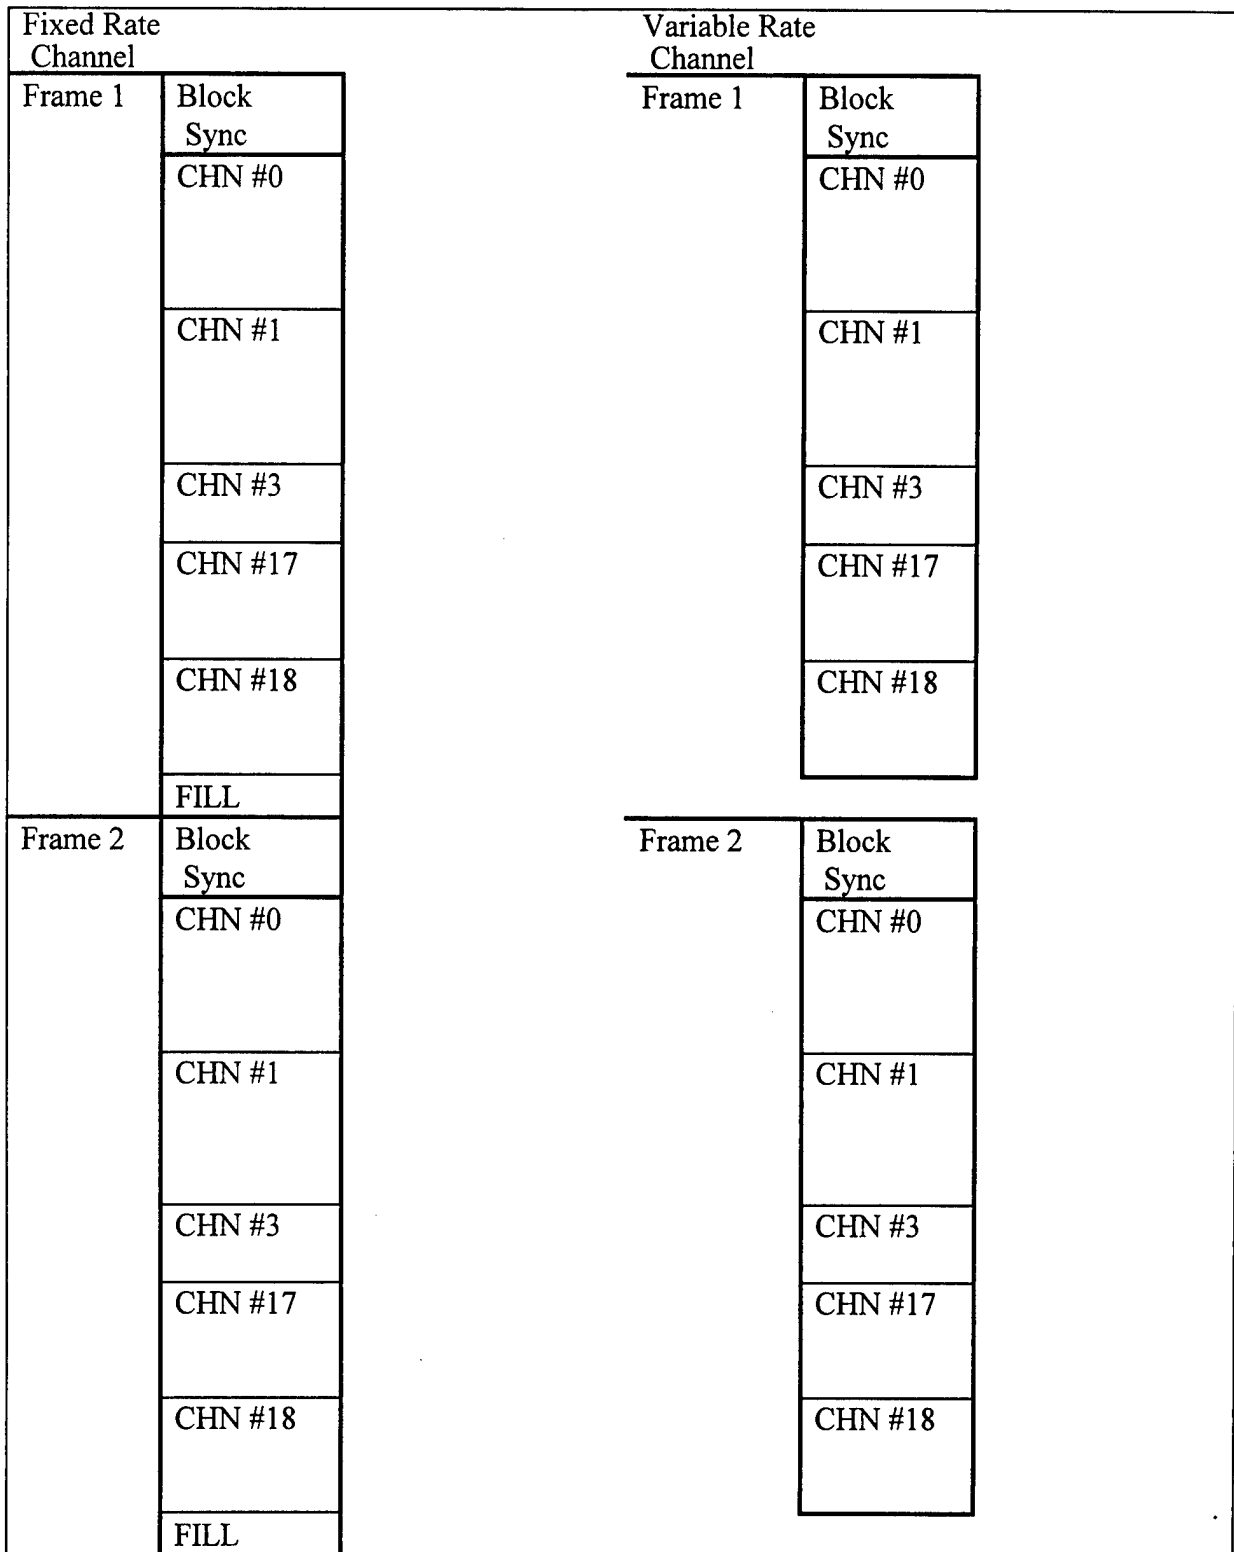 Fixed Rate
Channel
Frame 1
Block
Sync
CHN #0
CHN #1
CHN #3
CHN #17
CHN #18
FILL
Frame 2
Block
Sync
CHN #0
CHN #1
CHN #3
CHN #17
CHN #18
FILL
Variable Rate
Channel
Frame 1
Block
Sync
CHN #0
CHN #1
CHN #3
CHN #17
CHN #18
Frame 2
Block
Sync
CHN #0
CHN #1
CHN #3
CHN #17
CHN #18